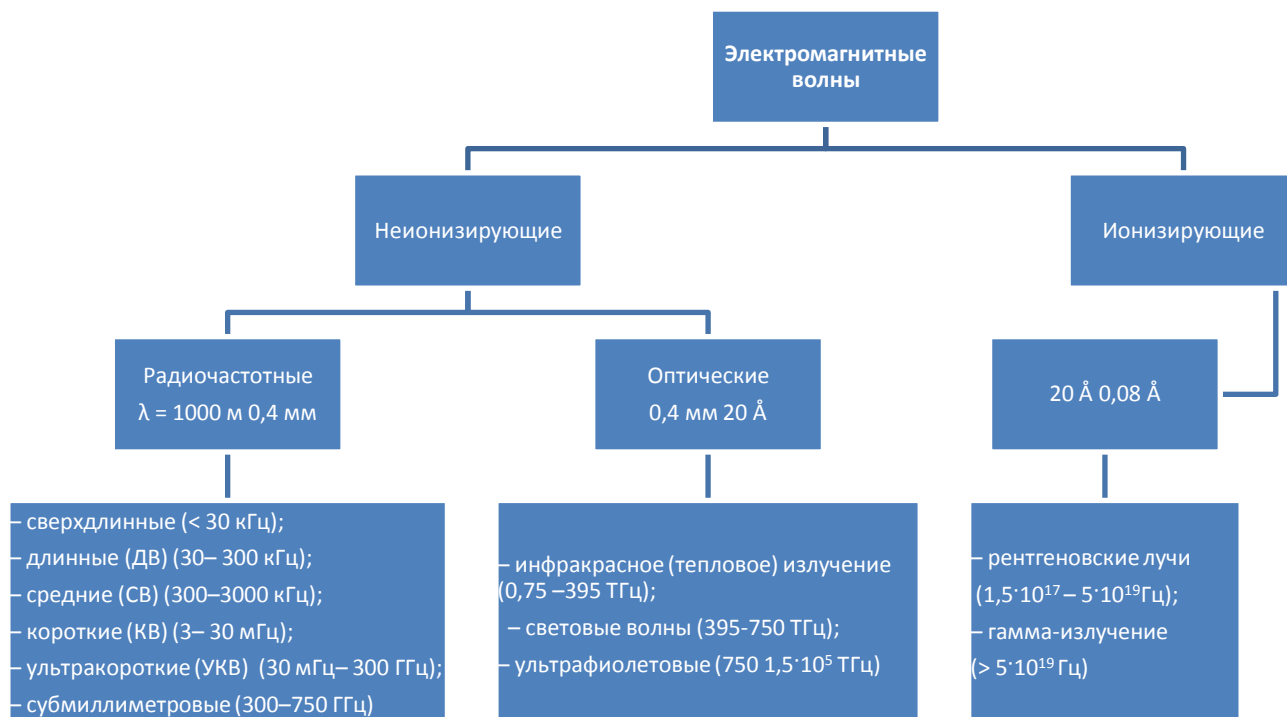 Электромагнитные
волны
Неионизирующие
Ионизирующие
Радиочастотные
λ = 1000 м 0,4 мм
Оптические
0,4 мм 20 Å
20 Å 0,08 Å
– сверхдлинные (< 30 кГц);
– длинные (ДВ) (30– 300 кГц);
– средние (СВ) (300–3000 кГц);
– короткие (КВ) (3– 30 мГц);
– ультракороткие (УКВ) (30 мГц– 300 ГГц);
– субмиллиметровые (300–750 ГГц)
– инфракрасное (тепловое) излучение
(0,75 –395 ТГц);
– световые волны (395-750 ТГц);
– ультрафиолетовые (750 1,5·10⁵ ТГц)
– рентгеновские лучи
(1,5·10¹⁷ – 5·10¹⁹Гц);
– гамма-излучение
(> 5·10¹⁹ Гц)